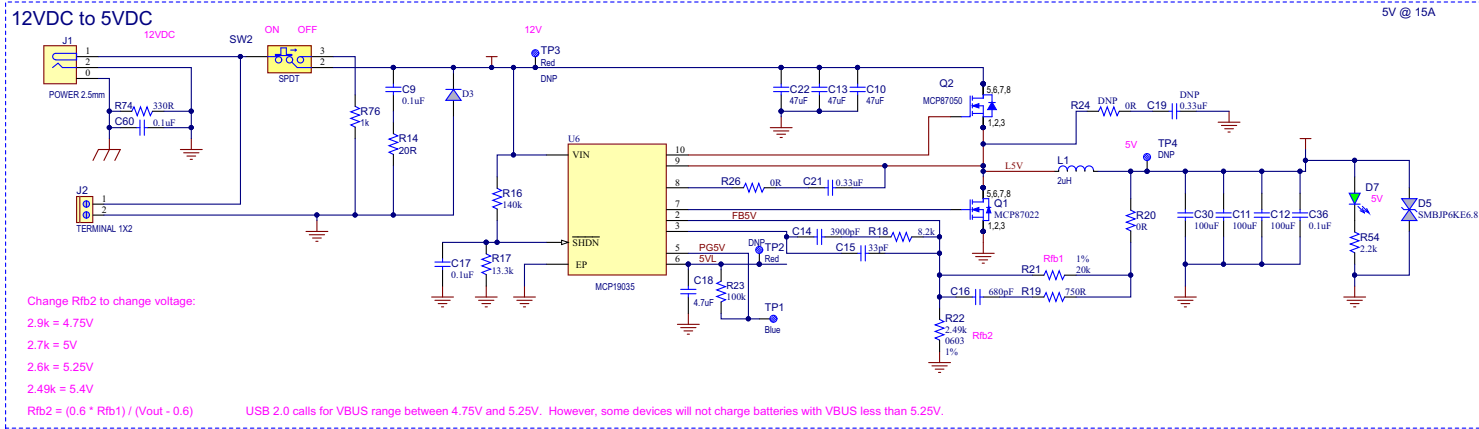 12VDC to 5VDC
5V @ 15A
J1
12VDC
1
2
0
POWER 2.5mm
SW2
ON OFF
3
2
SPDT
12V
TP3
Red
DNP
R74 330R
C60 0.1uF
R76
1k
C9
0.1uF
R14
20R
D3
C22
47uF
C13
47uF
C10
47uF
Q2
MCP87050
5,6,7,8
1,2,3
R24 DNP 0R
C19 DNP 0.33uF
J2
1
2
TERMINAL 1X2
U6
VIN
SHDN
EP
MCP19035
10
9
8
7
2
3
5
6
R16
140k
R17
13.3k
C17
0.1uF
R26 0R
C21 0.33uF
FB5V
PG5V
5VL
L5V
5,6,7,8
Q1
MCP87022
1,2,3
L1
2uH
5V
TP4
DNP
C14 3900pF
R18 8.2k
C15 33pF
DNP
TP2
Red
C18
4.7uF
R23
100k
TP1
Blue
R20
0R
R21 Rfb1 1%
20k
C16 680pF
R19 750R
R22
2.49k
0603
1%
Rfb2
C30
100uF
C11
100uF
C12
100uF
C36
0.1uF
D7
5V
R54
2.2k
D5
SMBJP6KE6.8
Change Rfb2 to change voltage:
2.9k = 4.75V
2.7k = 5V
2.6k = 5.25V
2.49k = 5.4V
Rfb2 = (0.6 * Rfb1) / (Vout - 0.6)
USB 2.0 calls for VBUS range between 4.75V and 5.25V. However, some devices will not charge batteries with VBUS less than 5.25V.